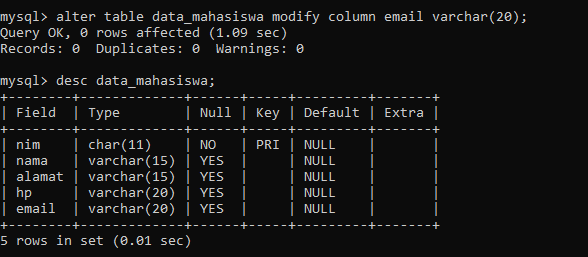 mysql> alter table data_mahasiswa modify column email varchar(20);
Query OK, 0 rows affected (1.09 sec)
Records: 0  Duplicates: 0  Warnings: 0

mysql> desc data_mahasiswa;
+--------+-------------+------+-----+---------+-------+
| Field  | Type        | Null | Key | Default | Extra |
+--------+-------------+------+-----+---------+-------+
| nim    | char(11)    | NO   | PRI | NULL    |       |
| nama   | varchar(15) | YES  |     | NULL    |       |
| alamat | varchar(15) | YES  |     | NULL    |       |
| hp     | varchar(20) | YES  |     | NULL    |       |
| email  | varchar(20) | YES  |     | NULL    |       |
+--------+-------------+------+-----+---------+-------+
5 rows in set (0.01 sec)